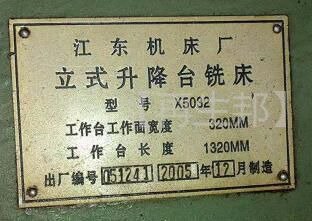 江东机床厂
立式升降台铣床
型号 X5032
工作台工作面宽度 320MM
工作台长度 1320MM
出厂编号 051241 2005年12月制造